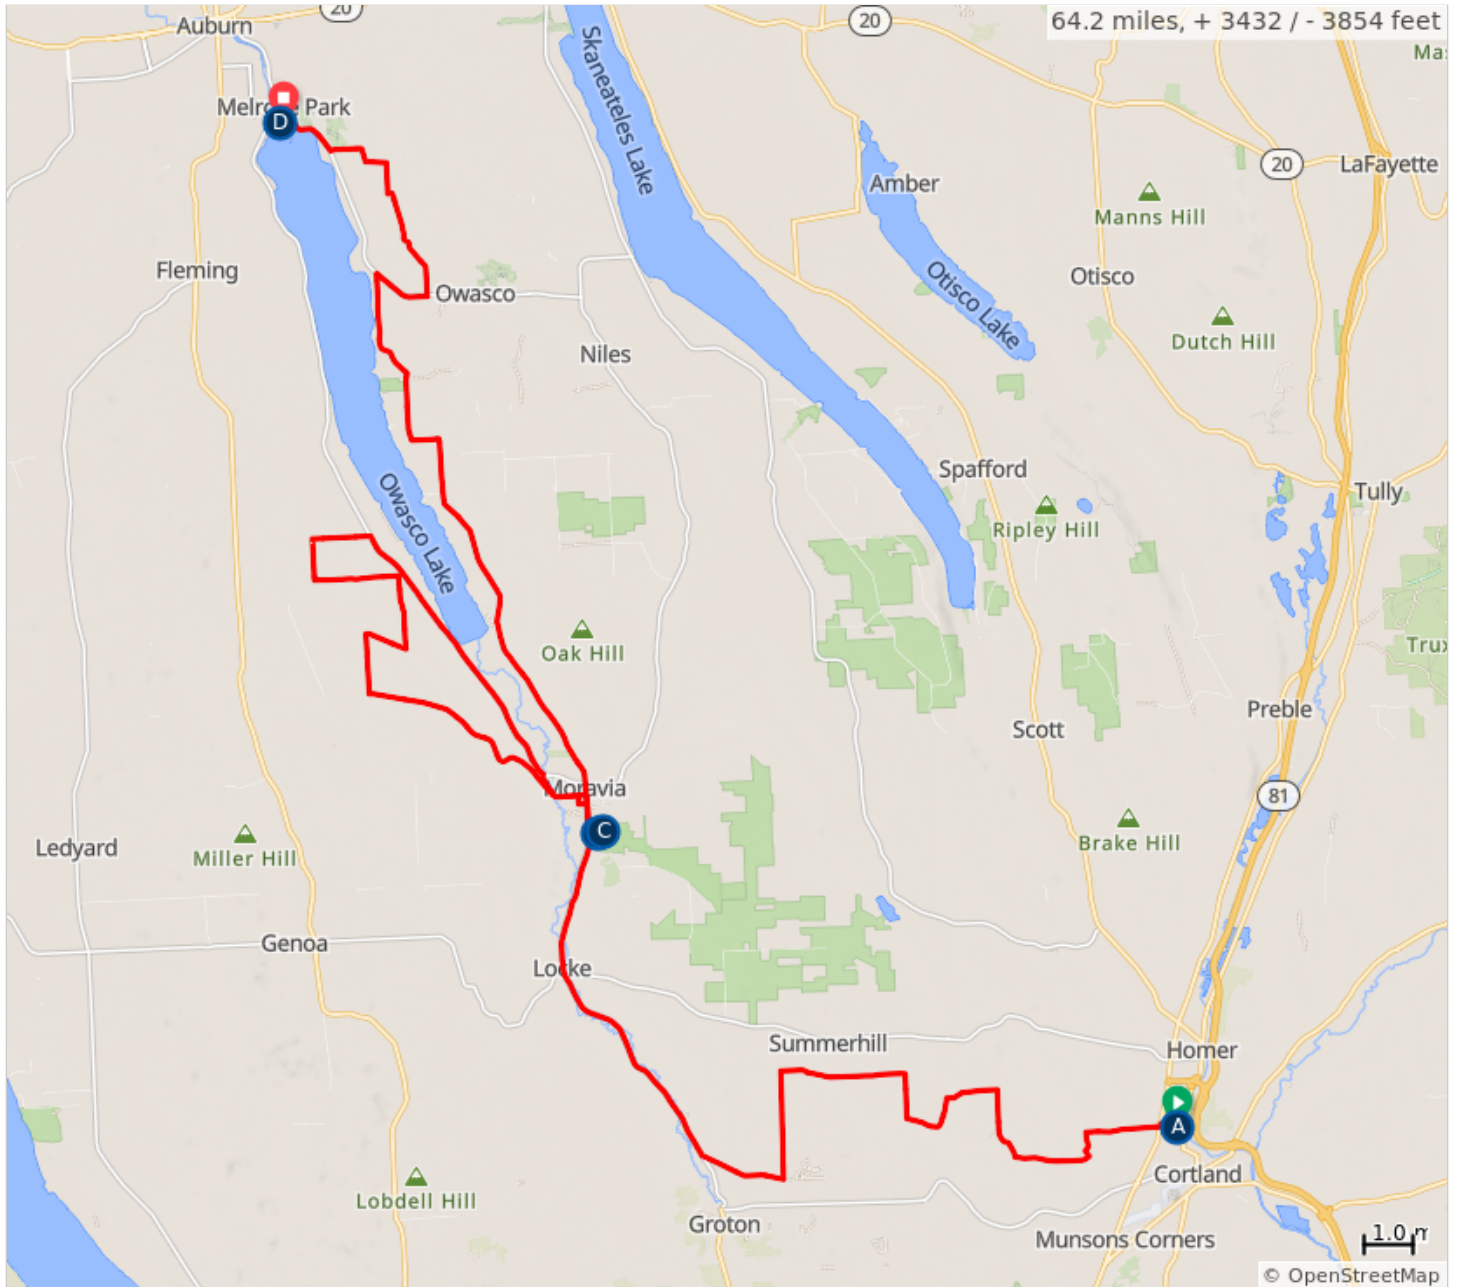 20
Auburn
20
64.2 miles, + 3432 / - 3854 feet
Skaneateles Lake
Melrose Park
D
20
LaFayette
Amber
Manns Hill
Fleming
Otisco Lake
Otisco
Owasco
Dutch Hill
Niles
Spafford
Owasco Lake
Tully
Ripley Hill
Oak Hill
Preble
Scott
Moravia
81
C
Ledyard
Miller Hill
Brake Hill
Genoa
Locke
Summerhill
Homer
A
Cortland
Lobdell Hill
Groton
Munsons Corners
1.0
© OpenStreetMap